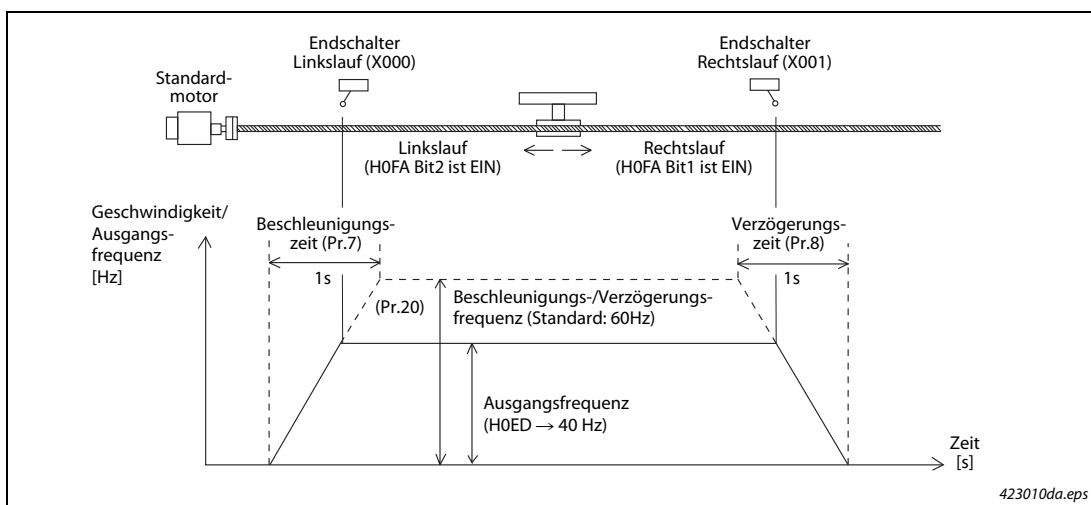 Endschalter
Linkslauf (X000)
Endschalter
Rechtslauf (X001)
Standard-
motor
Linkslauf
(H0FA Bit2 ist EIN)
Rechtslauf
(H0FA Bit1 ist EIN)
Geschwindigkeit/
Ausgangs-
frequenz
[Hz]
Beschleunigungs-
zeit (Pr.7)
1s
Verzögerungs-
zeit (Pr.8)
1s
(Pr.20)
Beschleunigungs-/Verzögerungs-
frequenz (Standard: 60Hz)
Ausgangsfrequenz
(H0ED → 40 Hz)
Zeit
[s]
423010da.eps